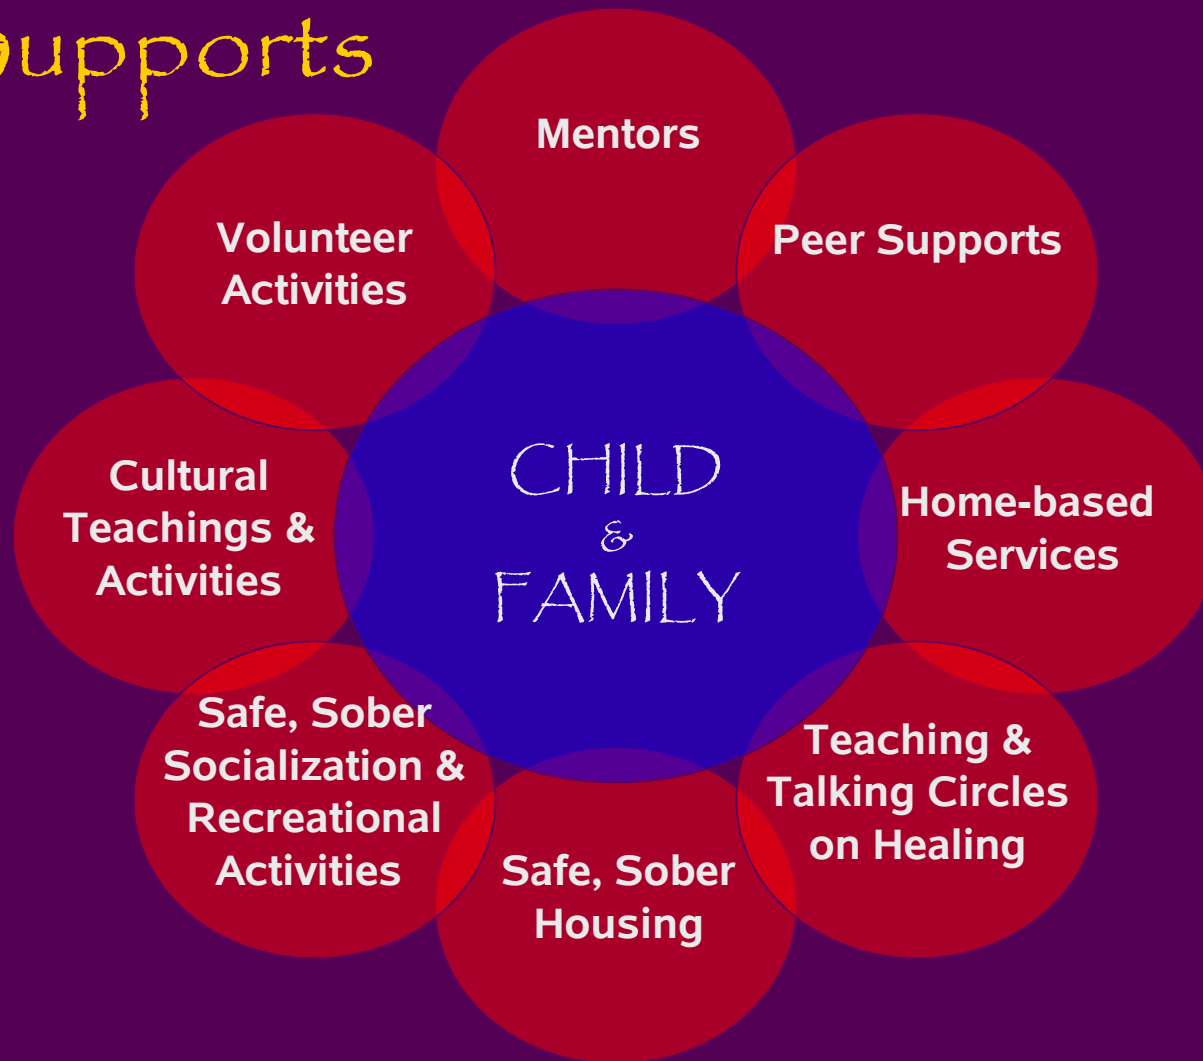 upports
Mentors
Volunteer
Activities
Peer Supports
Cultural
Teachings &
Activities
CHILD
&
FAMILY
Home-based
Services
Safe, Sober
Socialization &
Recreational
Activities
Safe, Sober
Housing
Teaching &
Talking Circles
on Healing